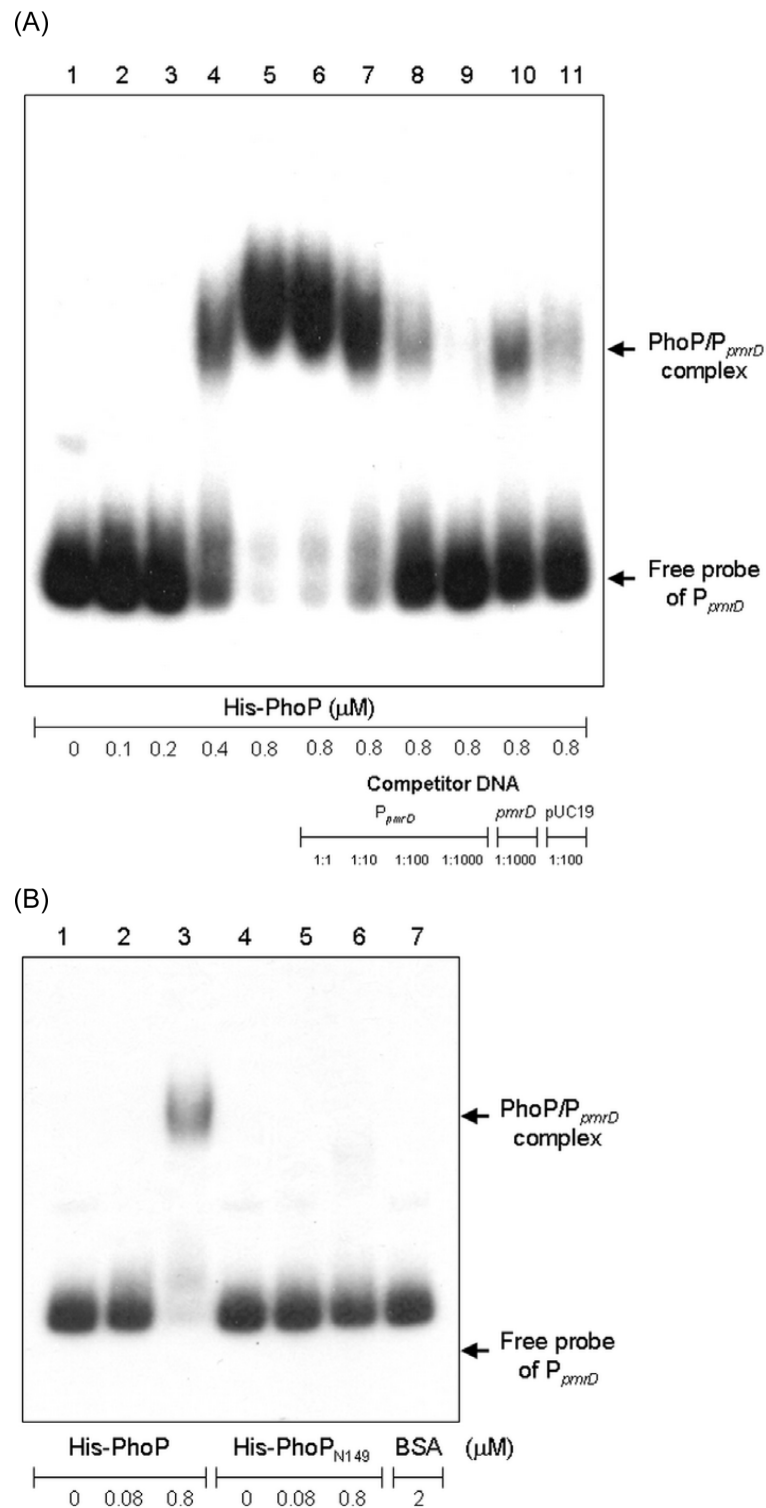 (A)
1 2 3 4 5 6 7 8 9 10 11
PhoP/PpmrD
complex
Free probe
of PpmrD
His-PhoP (μM)
0 0.1 0.2 0.4 0.8 0.8 0.8 0.8 0.8 0.8 0.8
Competitor DNA
PpmrD pmrD pUC19
1:1 1:10 1:100 1:1000 1:1000 1:100
(B)
1 2 3 4 5 6 7
PhoP/PpmrD
complex
Free probe
of PpmrD
His-PhoP His-PhoPN149 BSA (μM)
0 0.08 0.8 0 0.08 0.8 2